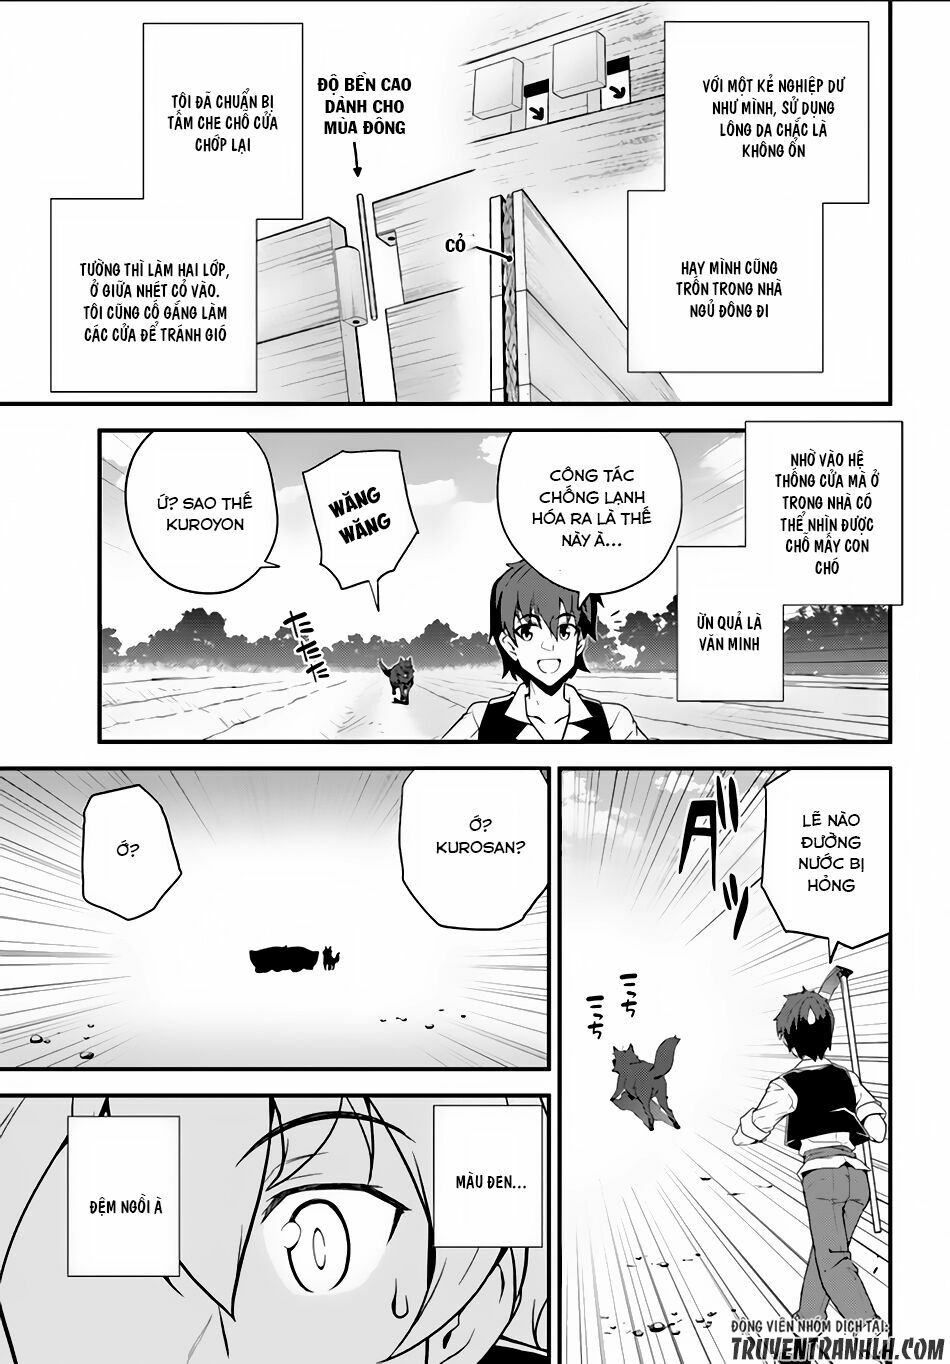 VỚI MỘT KẺ NGHIỆP DƯ
NHƯ MÌNH, SỬ DỤNG
LÔNG DA CHẮC LÀ
KHÔNG ỔN
HAY MÌNH CŨNG
TRỐN TRONG NHÀ
NGỦ ĐÔNG ĐI
ĐỘ BỀN CAO
DÀNH CHO
MÙA ĐÔNG
CỎ
TÔI ĐÃ CHUẨN BỊ
TẤM CHE CHỖ CỬA
CHỚP LẠI
TƯỜNG THÌ LÀM HAI LỚP,
Ở GIỮA NHÉT CỎ VÀO.
TÔI CŨNG CỐ GẮNG LÀM
CÁC CỬA ĐỂ TRÁNH GIÓ
NHỜ VÀO HỆ
THỐNG CỬA MÀ Ở
TRONG NHÀ CÓ
THỂ NHÌN ĐƯỢC
CHỖ MẤY CON
CHÓ
ỪN QUẢ LÀ
VĂN MINH
CÔNG TÁC
CHỐNG LẠNH
HÓA RA LÀ THẾ
NÀY À...
WĂNG
WĂNG
Ứ? SAO THẾ
KUROYON
LẼ NÀO
ĐƯỜNG
NƯỚC BỊ
HỎNG
Ớ?
KUROSAN?
Ớ?
MÀU ĐEN...
ĐỆM NGỒI À
ĐỘNG VIÊN NHÓM DỊCH TẠI:
TRUYENTRANHLH.COM